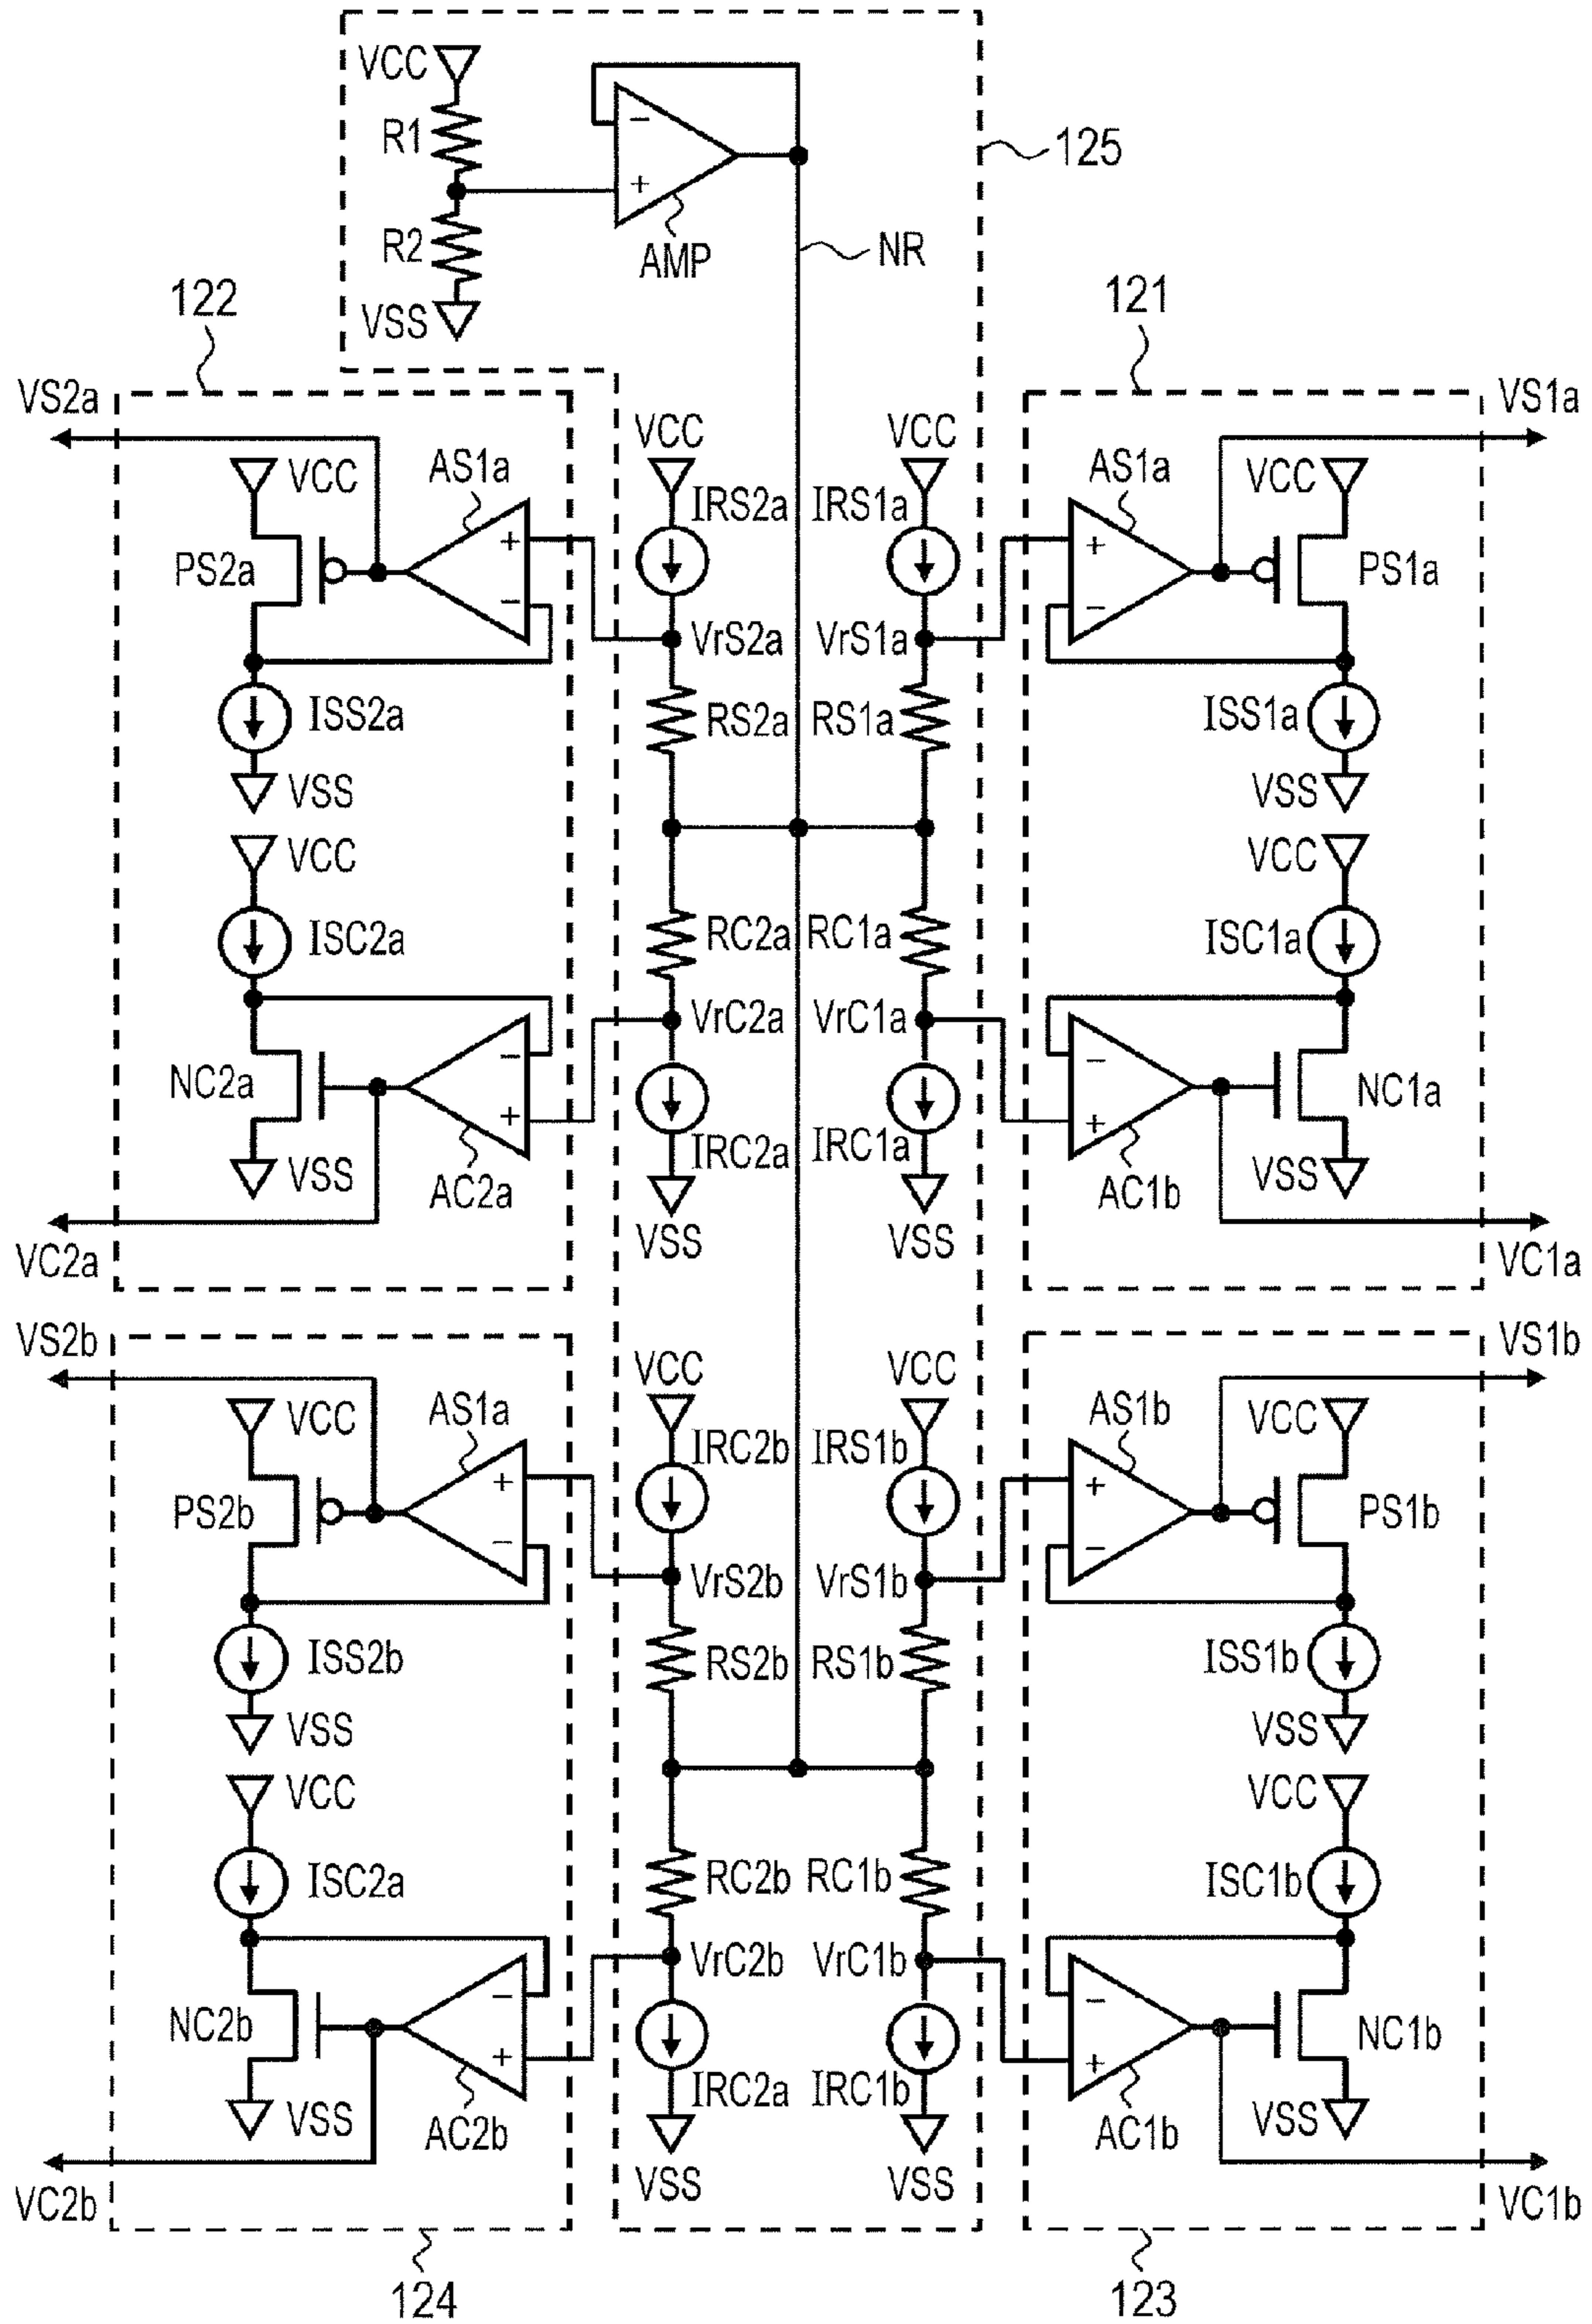 VCC
R1
125
R2
AMP
NR
VSS
122
121
VS2a
VS1a
VCC
VCC
AS1a
AS1a
VCC
VCC
IRS2a
IRS1a
PS2a
PS1a
VrS2a
VrS1a
ISS2a
RS2a
RS1a
ISS1a
VSS
VSS
VCC
VCC
ISC2a
RC2a
RC1a
ISC1a
VrC2a
VrC1a
NC2a
NC1a
IRC2a
IRC1a
VSS
AC2a
AC1b
VSS
VSS
VSS
VC2a
VC1a
VS2b
VS1b
VCC
VCC
AS1a
AS1b
VCC
VCC
IRC2b
IRS1b
PS2b
PS1b
VrS2b
VrS1b
ISS2b
RS2b
RS1b
ISS1b
VSS
VSS
VCC
VCC
ISC2a
RC2b
RC1b
ISC1b
VrC2b
VrC1b
NC2b
NC1b
IRC2a
IRC1b
VSS
AC2b
AC1b
VSS
VSS
VSS
VC2b
VC1b
124
123
+
−
+
−
+
−
+
−
+
−
+
−
+
−
+
−
+
−